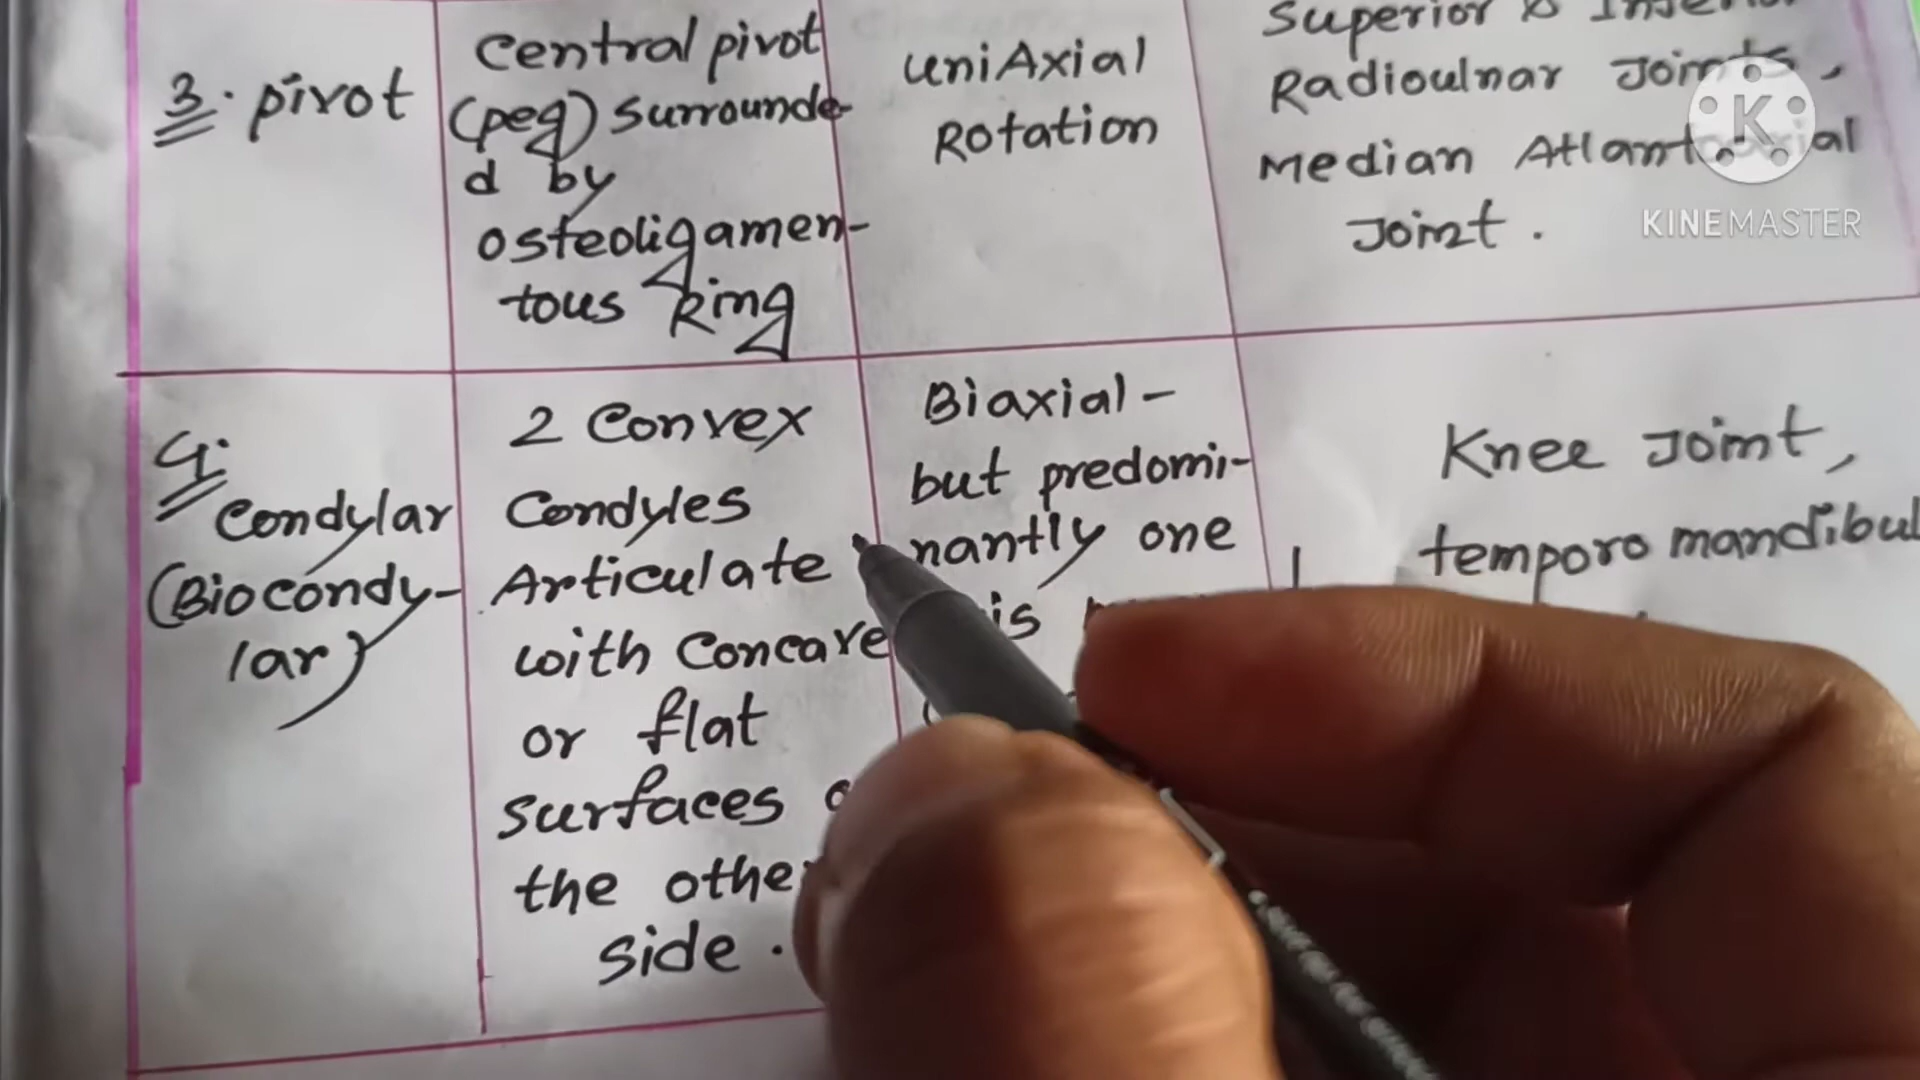 3. pivot
Central pivot
(peg) surrounde-
d by
osteoligamen-
tous Ring
uniAxial
Rotation
Superior &
Radioulnar Joints,
Median
Joint.
4.
Condylar
(Biocondy-
lar)
2 Convex
Condyles
Articulate
with Concave
or flat
surfaces
the other
side.
Biaxial-
but predomi-
nantly one
is
Knee Joint,
temporo mandibul
KINEMASTER